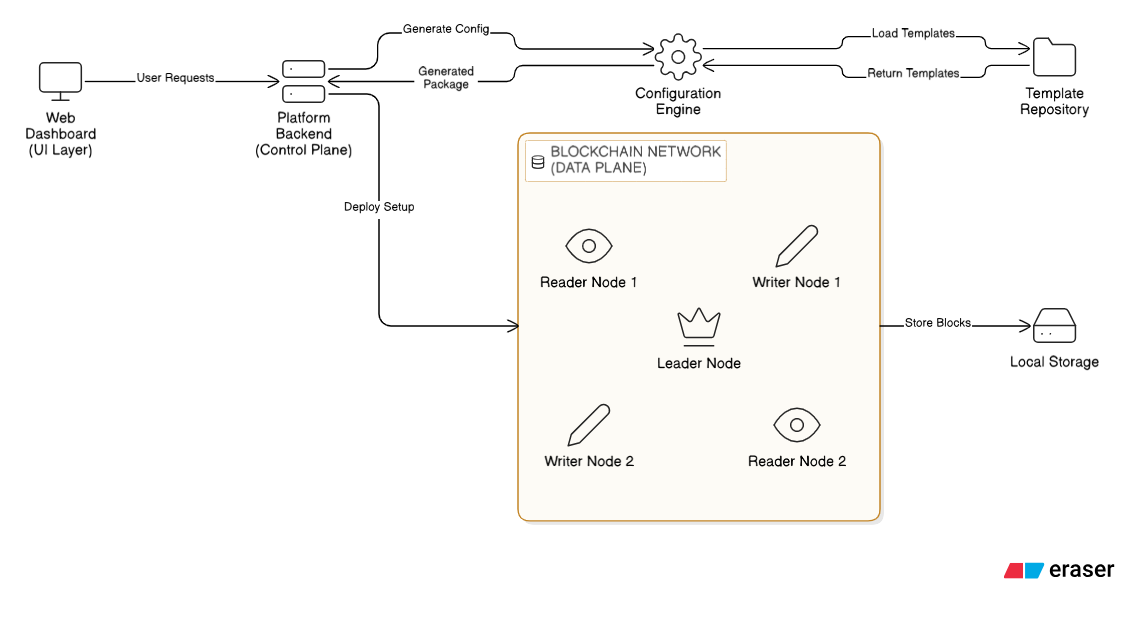 Generate Config
Load Templates
User Requests
Generated
Package
Return Templates
Web
Dashboard
(UI Layer)
Platform
Backend
(Control Plane)
Configuration
Engine
Template
Repository
BLOCKCHAIN NETWORK
(DATA PLANE)
Deploy Setup
Reader Node 1
Writer Node 1
Leader Node
Store Blocks
Local Storage
Writer Node 2
Reader Node 2
eraser